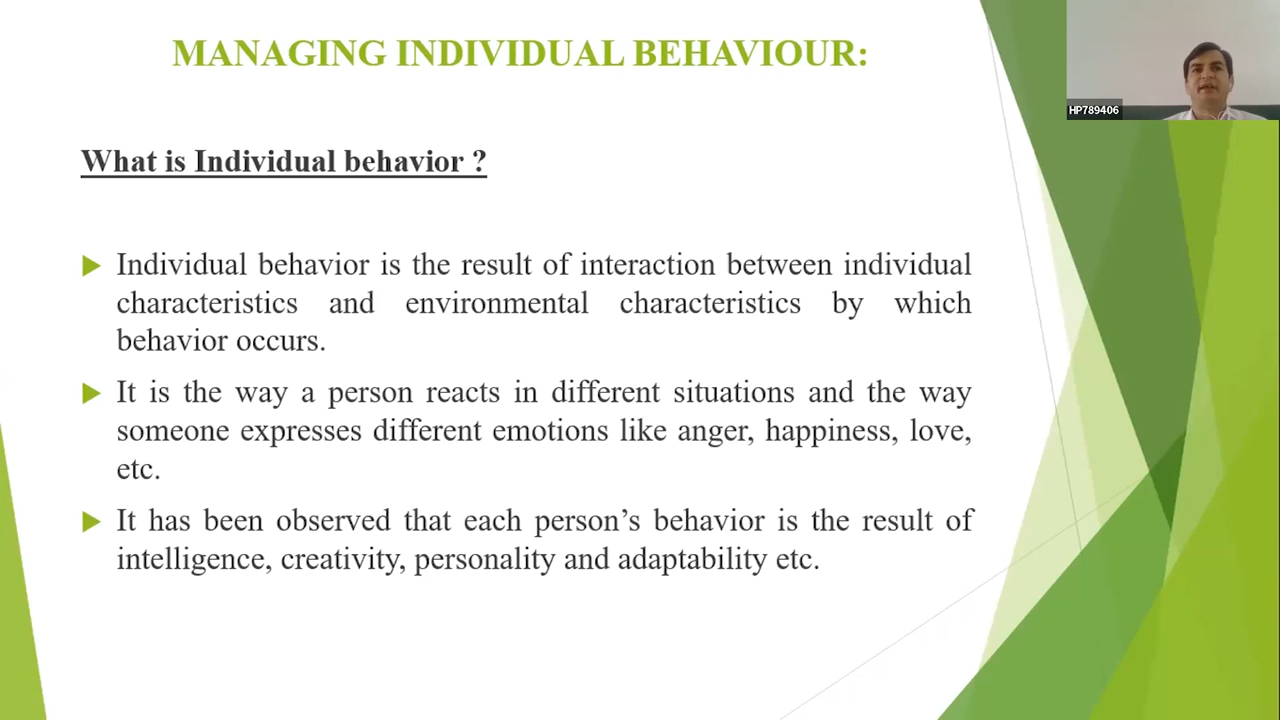 MANAGING INDIVIDUAL BEHAVIOUR:
HP789406
What is Individual behavior ?
Individual behavior is the result of interaction between individual
characteristics and environmental characteristics by which
behavior occurs.
It is the way a person reacts in different situations and the way
someone expresses different emotions like anger, happiness, love,
etc.
It has been observed that each person’s behavior is the result of
intelligence, creativity, personality and adaptability etc.